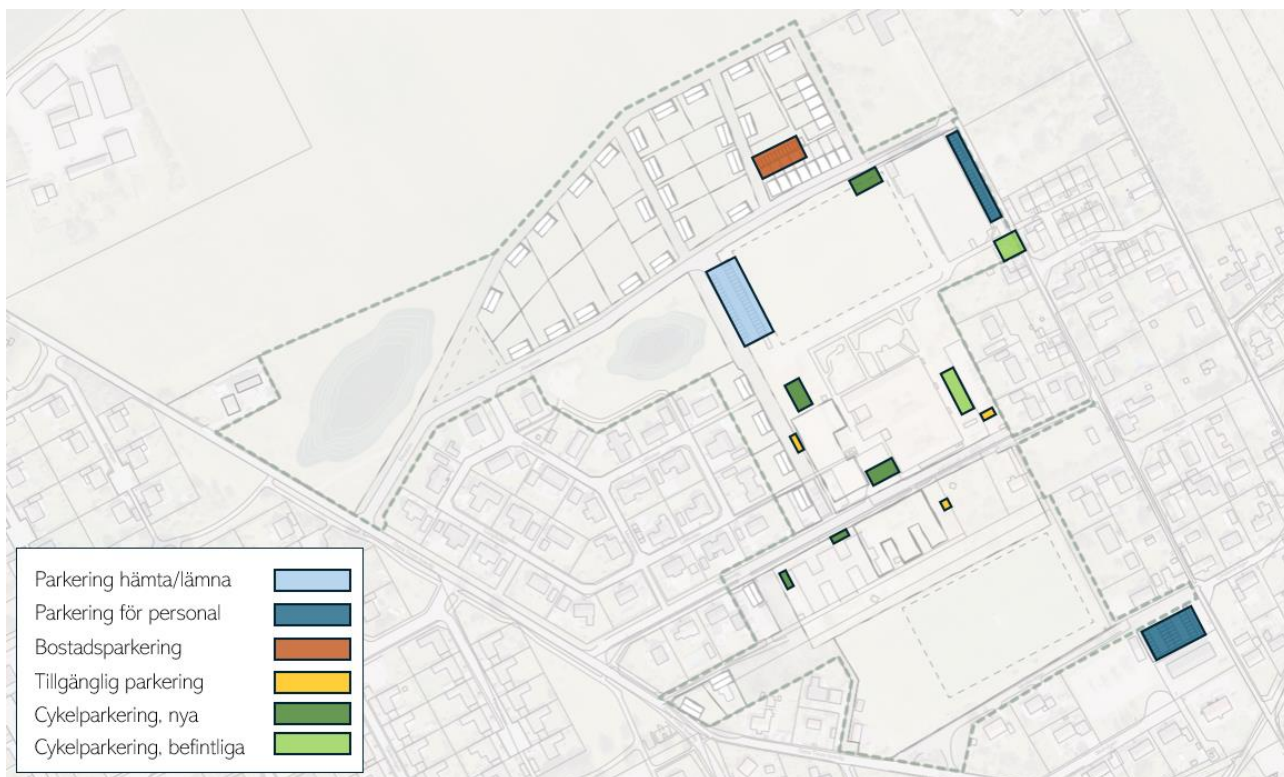 Parkering hämta/lämna
Parkering för personal
Bostadsparkering
Tillgänglig parkering
Cykelparkering, nya
Cykelparkering, befintliga